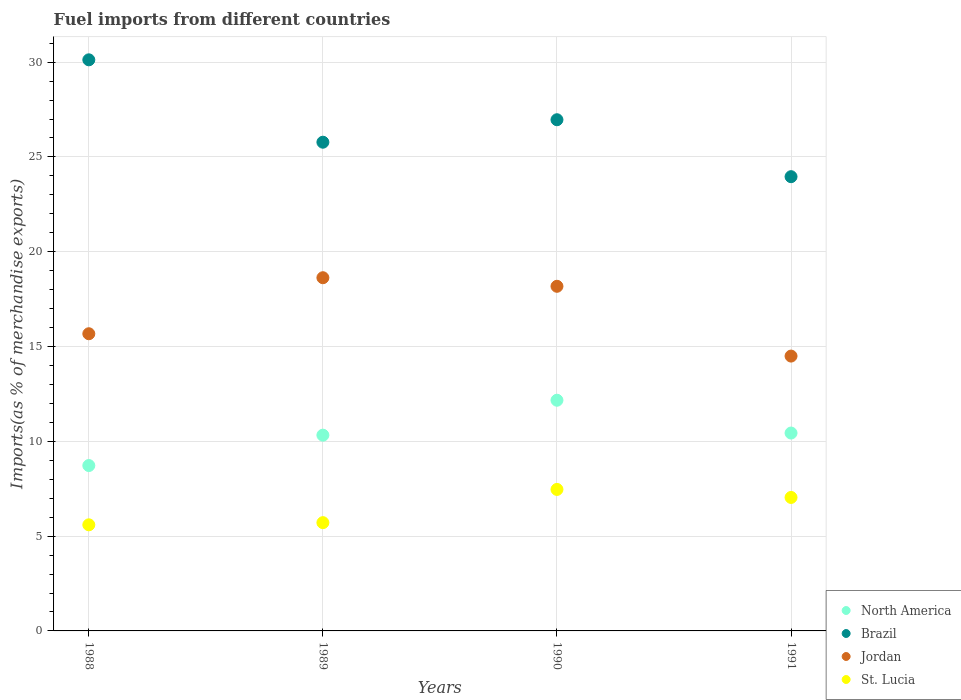 Fuel imports from different countries
Imports(as % of merchandise exports)
30
25
20
15
10
5
0
1988
1989
1990
1991
Years
North America
Brazil
Jordan
St. Lucia